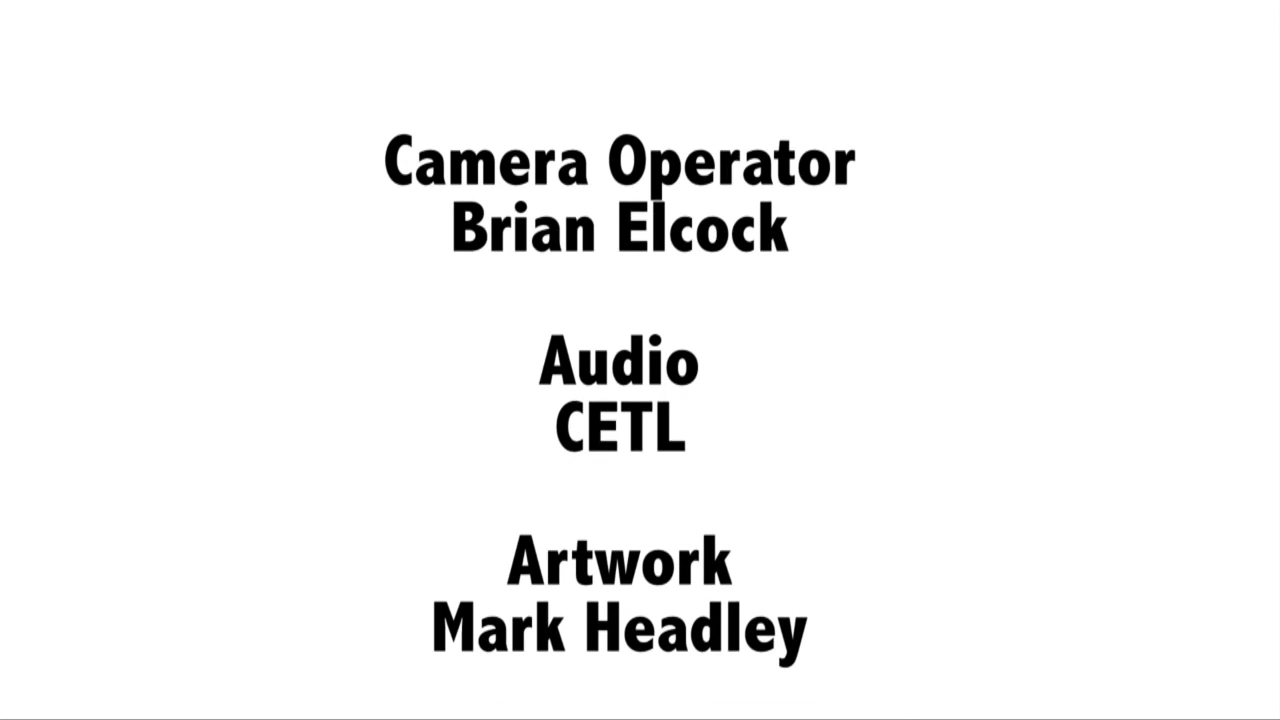 Camera Operator
Brian Elcock
Audio
CETL
Artwork
Mark Headley